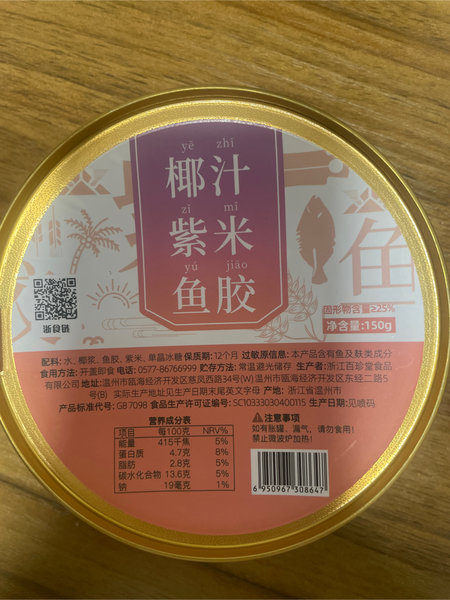 yē zhī
椰汁
zǐ mǐ
紫米
yú jiāo
鱼胶
鱼
固形物含量≥25%
净含量:150g
配料: 水、椰浆、鱼胶、紫米、单晶冰糖 保质期: 12个月 过敏原信息: 本产品含有鱼及麸类成分
食用方法: 开盖即食 电话: 0577-86766999 贮存方法: 常温避光储存 生产者: 浙江百珍堂食品
有限公司 地址: 温州市瓯海经济开发区慈凤西路34号(W)温州市瓯海经济开发区东经二路5
号(B) 实际生产地址见生产日期末尾英文字母 产地: 浙江省温州市
产品标准代号: GB 7098 食品生产许可证编号: SC10333030400115 生产日期: 见喷码
营养成分表
项目 每100克 NRV%
能量 415千焦 5%
蛋白质 4.7克 8%
脂肪 2.8克 5%
碳水化合物 13.6克 5%
钠 19毫克 1%
注意事项
如有胀罐、漏气,请勿食用!
禁止微波炉加热!
6 950967 308647